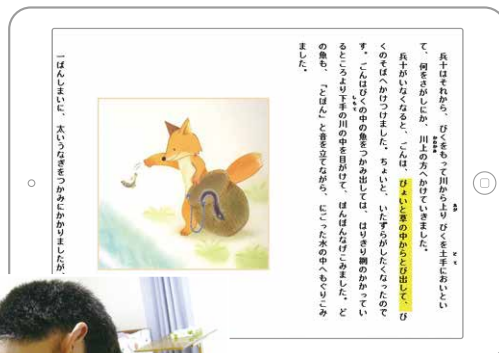 兵十はそれから、びくをもって川から上り びくを土手においとい
て、何をさがしにか、川上の方へかけていきました。
兵十がいなくなると、ごんは、ぴょいと草の中からとび出して、び
くのそばへかけつけました。ちょいと、いたずらがしたくなったので
す。ごんはびくの中の魚をつかみ出しては、はりきり網のかかってい
るところより下手の川の中を目がけて、ぽんぽんなげこみました。ど
の魚も、「とぼん」と音を立てながら、にごった水の中へもぐりこみ
ました。
一ばんしまいに、太いうなぎをつかみにかかりましたが、